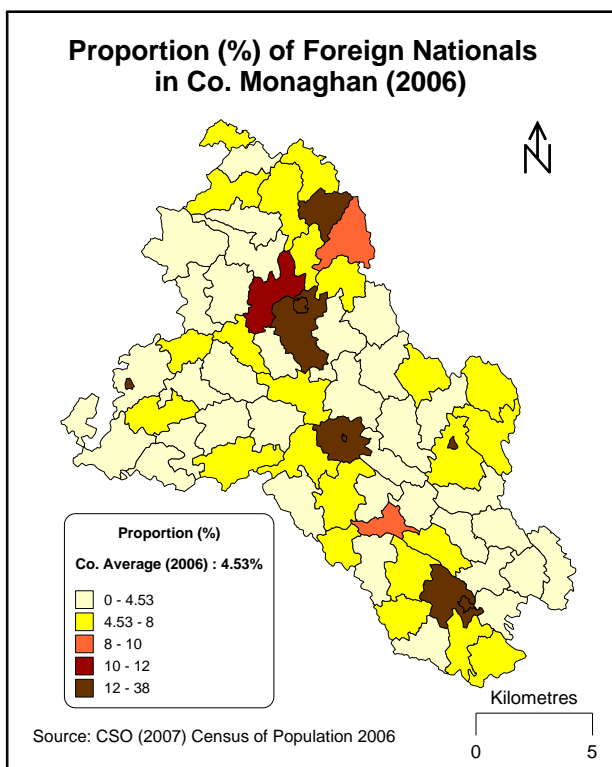 Proportion (%) of Foreign Nationals
in Co. Monaghan (2006)
N
Proportion (%)
Co. Average (2006) : 4.53%
0 - 4.53
4.53 - 8
8 - 10
10 - 12
12 - 38
Kilometres
0 5
Source: CSO (2007) Census of Population 2006